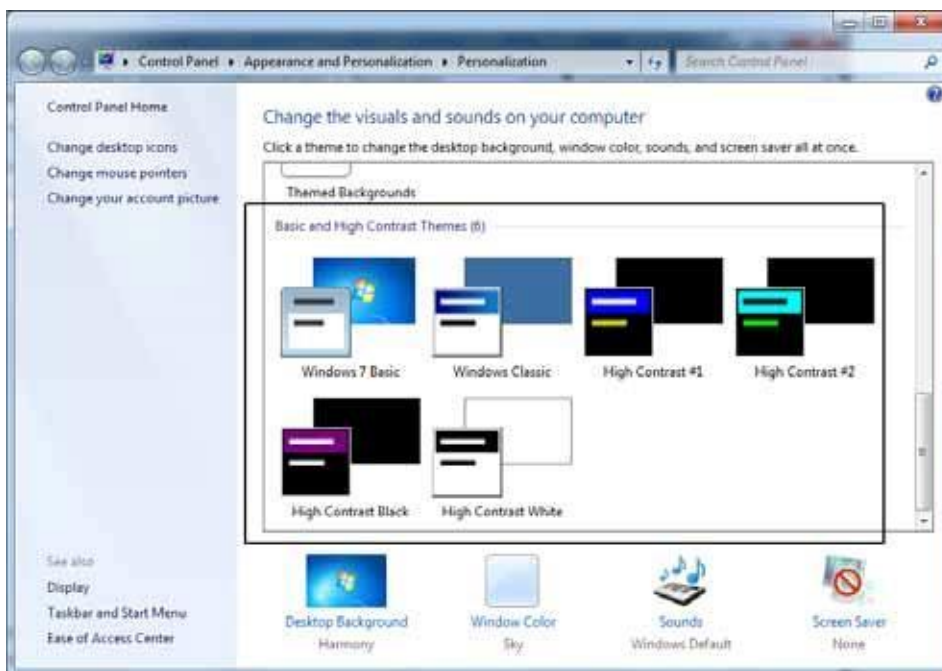 Control Panel ▸ Appearance and Personalization ▸ Personalization
Search Control Panel
Control Panel Home
Change desktop icons
Change mouse pointers
Change your account picture
See also
Display
Taskbar and Start Menu
Ease of Access Center
Change the visuals and sounds on your computer
Click a theme to change the desktop background, window color, sounds, and screen saver all at once.
Themed Backgrounds
Basic and High Contrast Themes (6)
Windows 7 Basic
Windows Classic
High Contrast #1
High Contrast #2
High Contrast Black
High Contrast White
Desktop Background
Harmony
Window Color
Sky
Sounds
Windows Default
Screen Saver
None